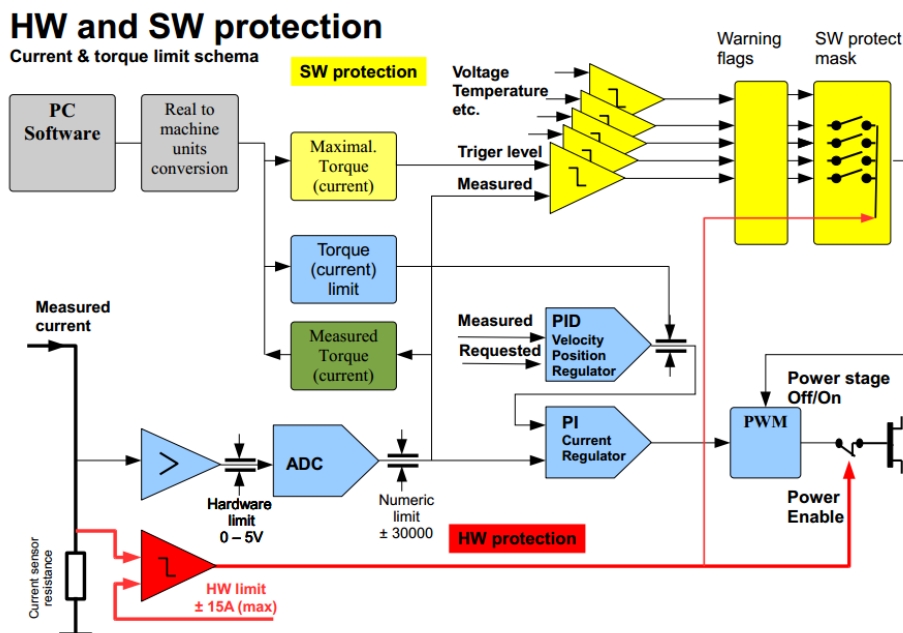 HW and SW protection
Current & torque limit schema
SW protection
Voltage
Temperature
etc.
Warning
flags
SW protect
mask
PC
Software
Real to
machine
units
conversion
Maximal.
Torque
(current)
Triger level
Measured
Torque
(current)
limit
Measured
current
Measured
Torque
(current)
Measured
Requested
PID
Velocity
Position
Regulator
Power stage
Off/On
PI
Current
Regulator
PWM
>
ADC
Hardware
limit
0 – 5V
Numeric
limit
± 30000
Power
Enable
HW protection
Current sensor
resistance
HW limit
± 15A (max)